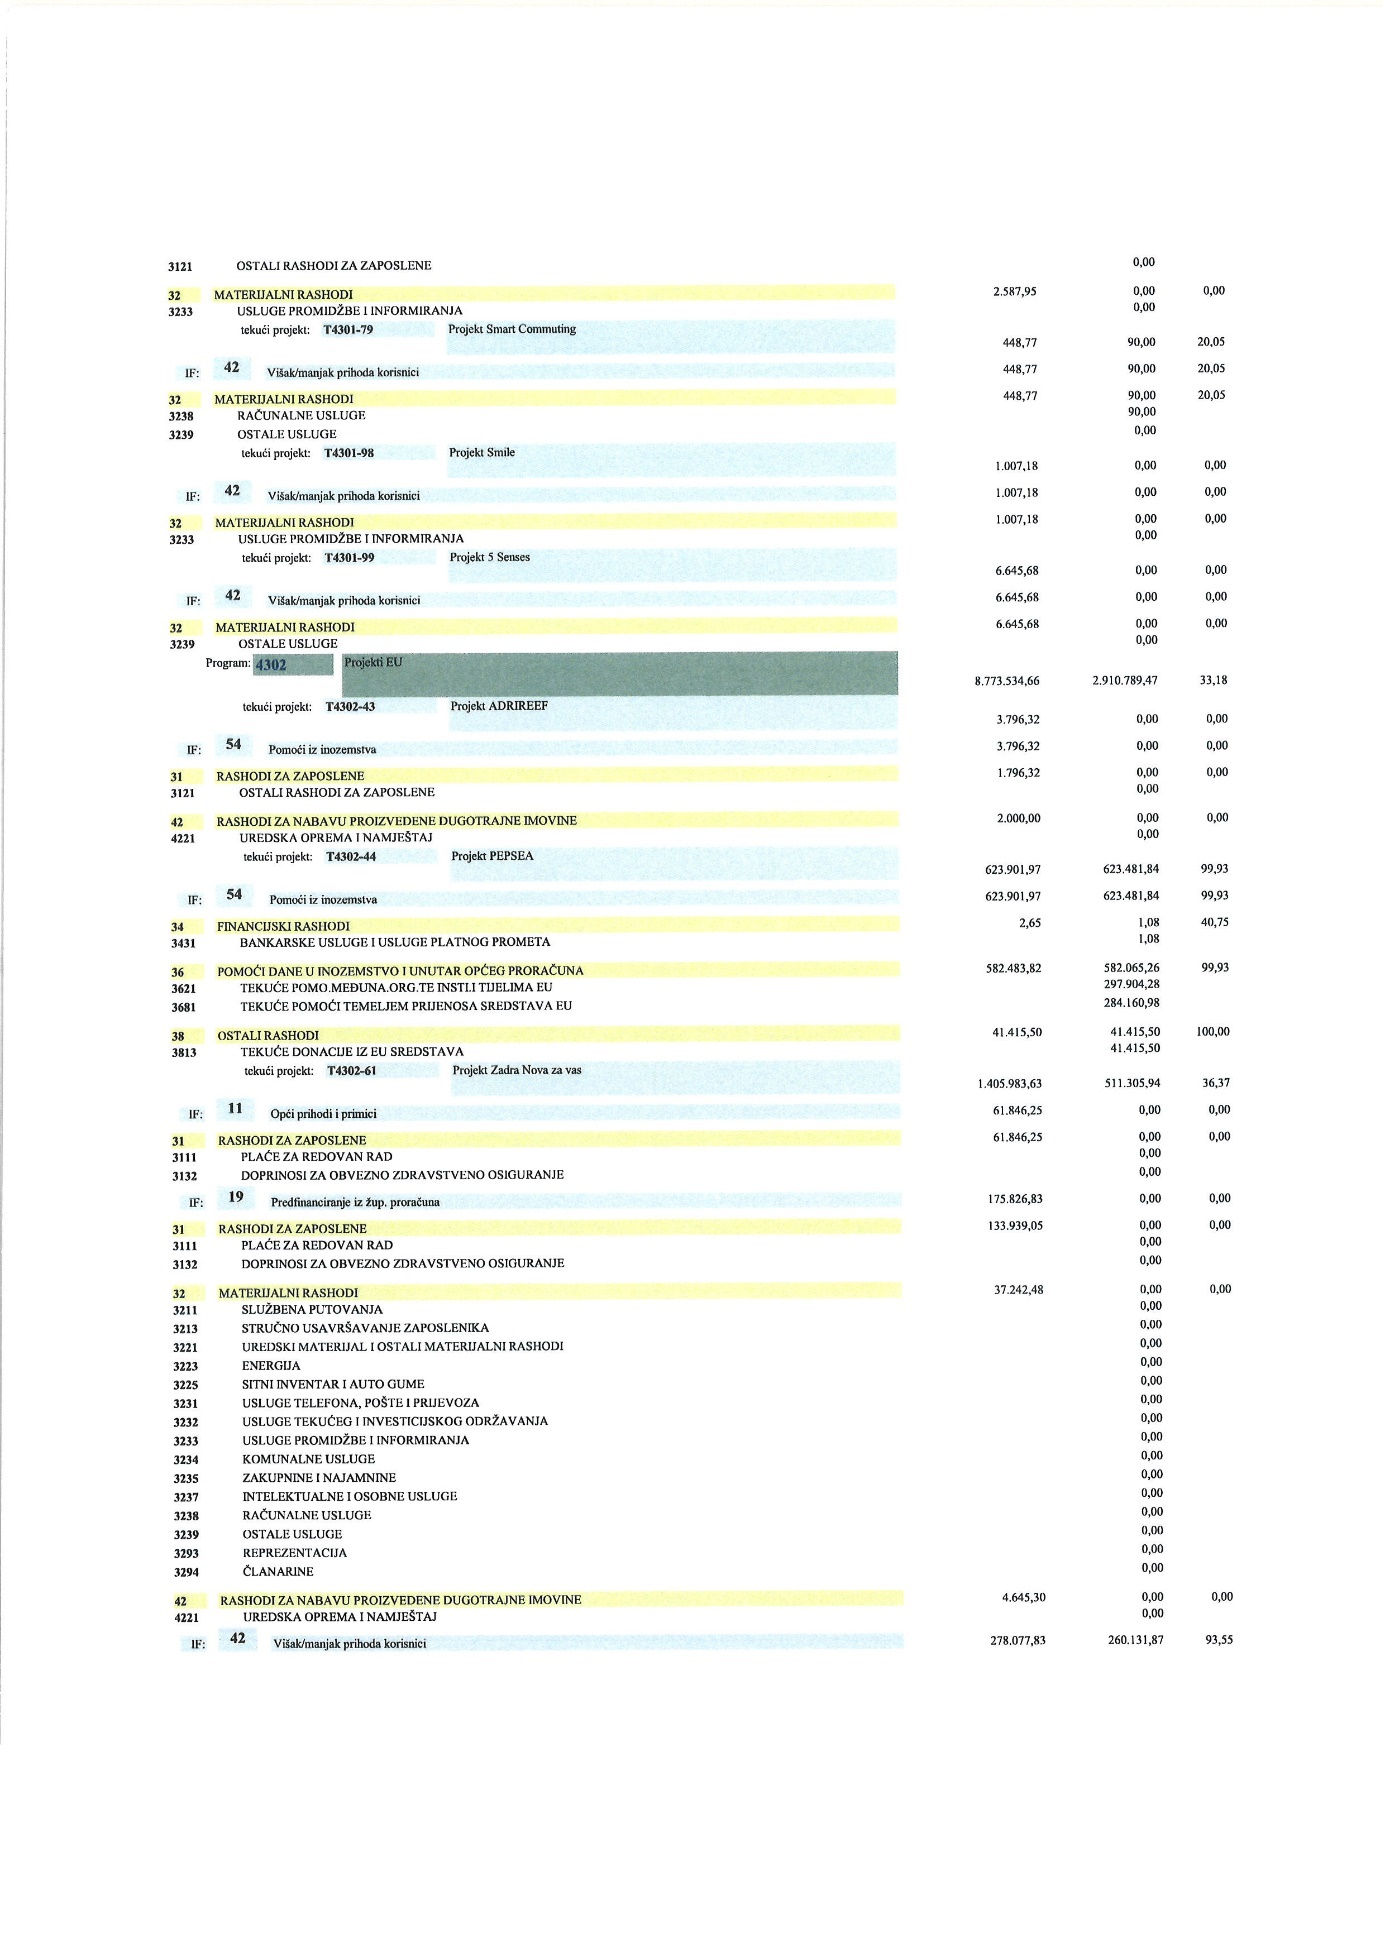 3121 OSTALI RASHODI ZA ZAPOSLENE 0,00
32 MATERIJALNI RASHODI 2.587,95 0,00 0,00
3233 USLUGE PROMIDŽBE I INFORMIRANJA 0,00
tekući projekt: T4301-79 Projekt Smart Commuting
448,77 90,00 20,05
IF: 42 Višak/manjak prihoda korisnici 448,77 90,00 20,05
32 MATERIJALNI RASHODI 448,77 90,00 20,05
3238 RAČUNALNE USLUGE 90,00
3239 OSTALE USLUGE 0,00
tekući projekt: T4301-98 Projekt Smile
1.007,18 0,00 0,00
IF: 42 Višak/manjak prihoda korisnici 1.007,18 0,00 0,00
32 MATERIJALNI RASHODI 1.007,18 0,00 0,00
3233 USLUGE PROMIDŽBE I INFORMIRANJA 0,00
tekući projekt: T4301-99 Projekt 5 Senses
6.645,68 0,00 0,00
IF: 42 Višak/manjak prihoda korisnici 6.645,68 0,00 0,00
32 MATERIJALNI RASHODI 6.645,68 0,00 0,00
3239 OSTALE USLUGE 0,00
Program: 4302 Projekti EU
8.773.534,66 2.910.789,47 33,18
tekući projekt: T4302-43 Projekt ADRIREEF
3.796,32 0,00 0,00
IF: 54 Pomoći iz inozemstva 3.796,32 0,00 0,00
31 RASHODI ZA ZAPOSLENE 1.796,32 0,00 0,00
3121 OSTALI RASHODI ZA ZAPOSLENE 0,00
42 RASHODI ZA NABAVU PROIZVEDENE DUGOTRAJNE IMOVINE 2.000,00 0,00 0,00
4221 UREDSKA OPREMA I NAMJEŠTAJ 0,00
tekući projekt: T4302-44 Projekt PEPSEA
623.901,97 623.481,84 99,93
IF: 54 Pomoći iz inozemstva 623.901,97 623.481,84 99,93
34 FINANCIJSKI RASHODI 2,65 1,08 40,75
3431 BANKARSKE USLUGE I USLUGE PLATNOG PROMETA 1,08
36 POMOĆI DANE U INOZEMSTVO I UNUTAR OPĆEG PRORAČUNA 582.483,82 582.065,26 99,93
3621 TEKUĆE POMO.MEĐUNA.ORG.TE INSTI.I TIJELIMA EU 297.904,28
3681 TEKUĆE POMOĆI TEMELJEM PRIJENOSA SREDSTAVA EU 284.160,98
38 OSTALI RASHODI 41.415,50 41.415,50 100,00
3813 TEKUĆE DONACIJE IZ EU SREDSTAVA 41.415,50
tekući projekt: T4302-61 Projekt Zadra Nova za vas
1.405.983,63 511.305,94 36,37
IF: 11 Opći prihodi i primici 61.846,25 0,00 0,00
31 RASHODI ZA ZAPOSLENE 61.846,25 0,00 0,00
3111 PLAĆE ZA REDOVAN RAD 0,00
3132 DOPRINOSI ZA OBVEZNO ZDRAVSTVENO OSIGURANJE 0,00
IF: 19 Predfinanciranje iz žup. proračuna 175.826,83 0,00 0,00
31 RASHODI ZA ZAPOSLENE 133.939,05 0,00 0,00
3111 PLAĆE ZA REDOVAN RAD 0,00
3132 DOPRINOSI ZA OBVEZNO ZDRAVSTVENO OSIGURANJE 0,00
32 MATERIJALNI RASHODI 37.242,48 0,00 0,00
3211 SLUŽBENA PUTOVANJA 0,00
3213 STRUČNO USAVRŠAVANJE ZAPOSLENIKA 0,00
3221 UREDSKI MATERIJAL I OSTALI MATERIJALNI RASHODI 0,00
3223 ENERGIJA 0,00
3225 SITNI INVENTAR I AUTO GUME 0,00
3231 USLUGE TELEFONA, POŠTE I PRIJEVOZA 0,00
3232 USLUGE TEKUĆEG I INVESTICIJSKOG ODRŽAVANJA 0,00
3233 USLUGE PROMIDŽBE I INFORMIRANJA 0,00
3234 KOMUNALNE USLUGE 0,00
3235 ZAKUPNINE I NAJAMNINE 0,00
3237 INTELEKTUALNE I OSOBNE USLUGE 0,00
3238 RAČUNALNE USLUGE 0,00
3239 OSTALE USLUGE 0,00
3293 REPREZENTACIJA 0,00
3294 ČLANARINE 0,00
42 RASHODI ZA NABAVU PROIZVEDENE DUGOTRAJNE IMOVINE 4.645,30 0,00 0,00
4221 UREDSKA OPREMA I NAMJEŠTAJ 0,00
IF: 42 Višak/manjak prihoda korisnici 278.077,83 260.131,87 93,55